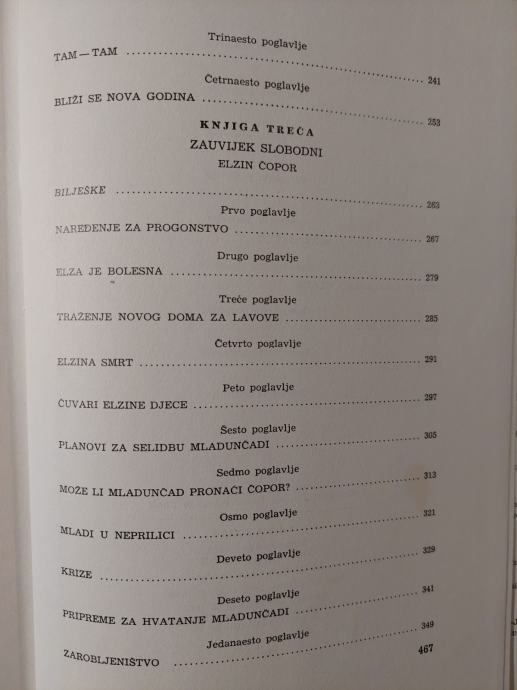 Trinaesto poglavlje
TAM — TAM ........ 241
Četrnaesto poglavlje
BLIŽI SE NOVA GODINA ........ 253
KNJIGA TREĆA
ZAUVIJEK SLOBODNI
ELZIN ČOPOR
BILJEŠKE ........ 263
Prvo poglavlje
NAREĐENJE ZA PROGONSTVO ........ 267
Drugo poglavlje
ELZA JE BOLESNA ........ 279
Treće poglavlje
TRAŽENJE NOVOG DOMA ZA LAVOVE ........ 285
Četvrto poglavlje
ELZINA SMRT ........ 291
Peto poglavlje
ČUVARI ELZINE DJECE ........ 297
Šesto poglavlje
PLANOVI ZA SELIDBU MLADUNČADI ........ 305
Sedmo poglavlje
MOŽE LI MLADUNČAD PRONAĆI ČOPOR? ........ 313
Osmo poglavlje
MLADI U NEPRILICI ........ 321
Deveto poglavlje
KRIZE ........ 329
Deseto poglavlje
PRIPREME ZA HVATANJE MLADUNČADI ........ 341
Jedanaesto poglavlje
ZAROBLJENIŠTVO ........ 349
467